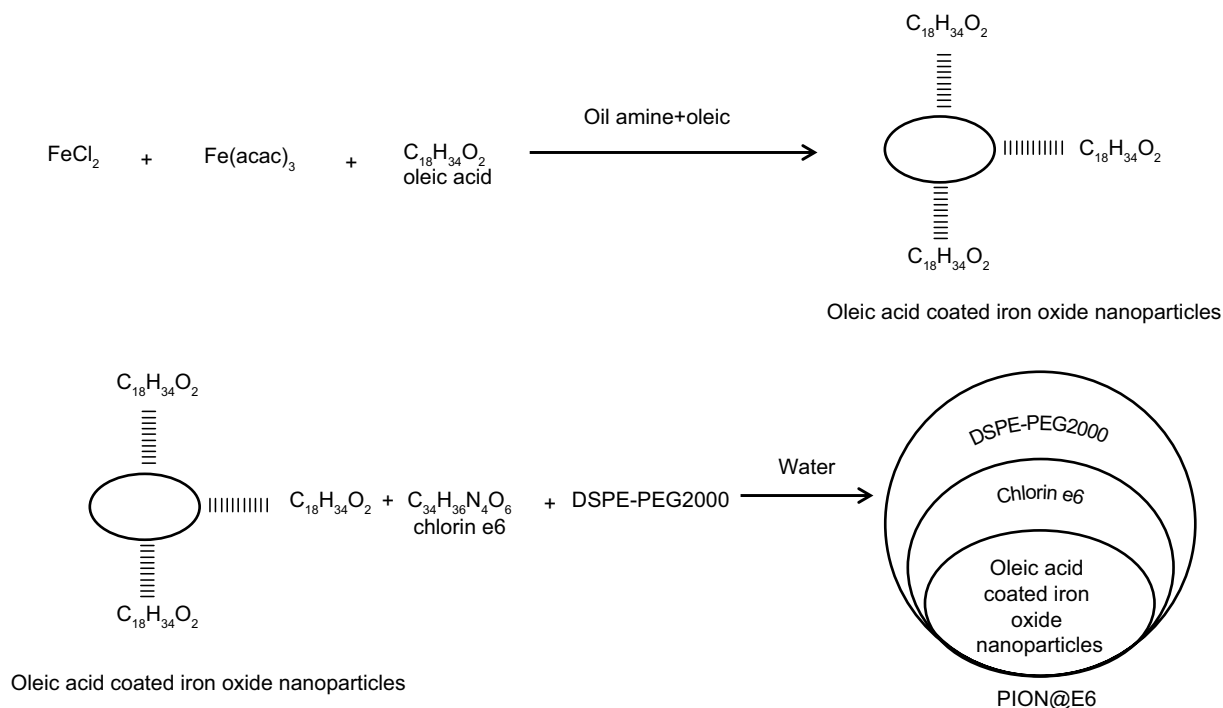 C₁₈H₃₄O₂
Oil amine+oleic
FeCl₂ + Fe(acac)₃ + C₁₈H₃₄O₂
oleic acid
C₁₈H₃₄O₂
C₁₈H₃₄O₂
Oleic acid coated iron oxide nanoparticles
C₁₈H₃₄O₂
C₁₈H₃₄O₂ + C₃₄H₃₆N₄O₆ + DSPE-PEG2000
chlorin e6
Water
C₁₈H₃₄O₂
Oleic acid coated iron oxide nanoparticles
DSPE-PEG2000
Chlorin e6
Oleic acid
coated iron
oxide
nanoparticles
PION@E6